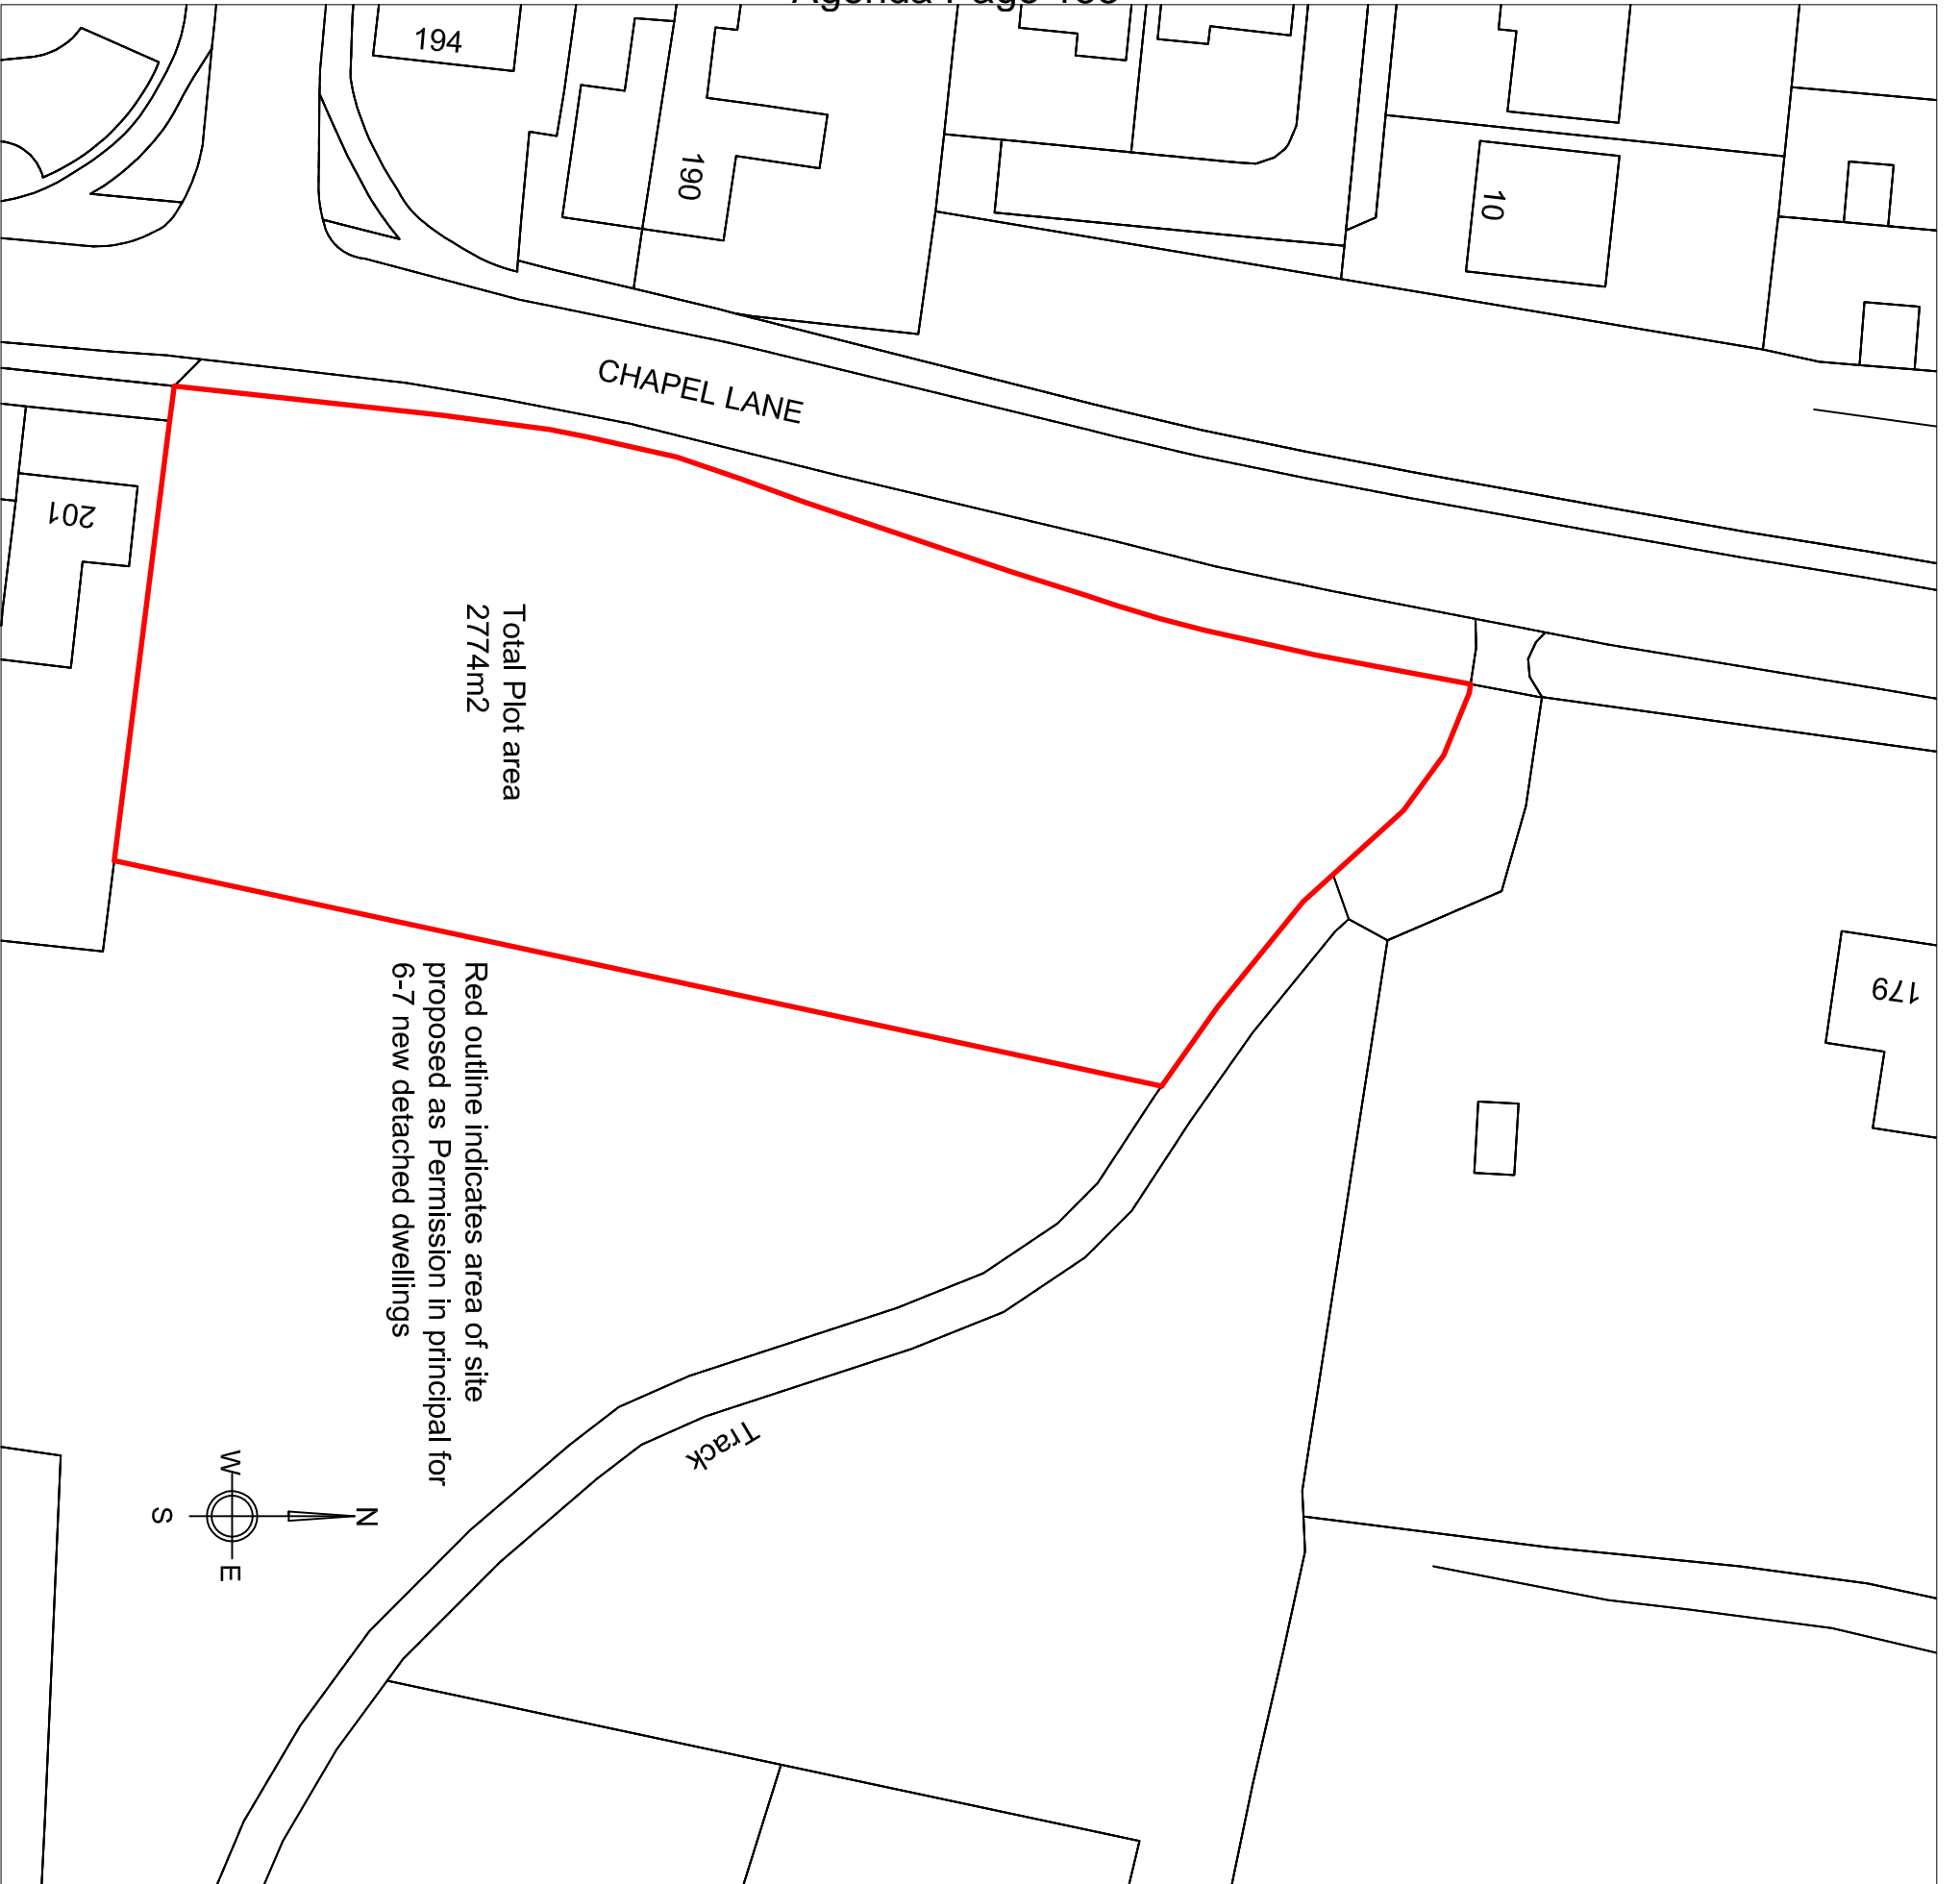 194
190
10
CHAPEL LANE
201
Total Plot area
2774m2
179
Red outline indicates area of site
proposed as Permission in principal for
6-7 new detached dwellings
Track
W
N
S
E